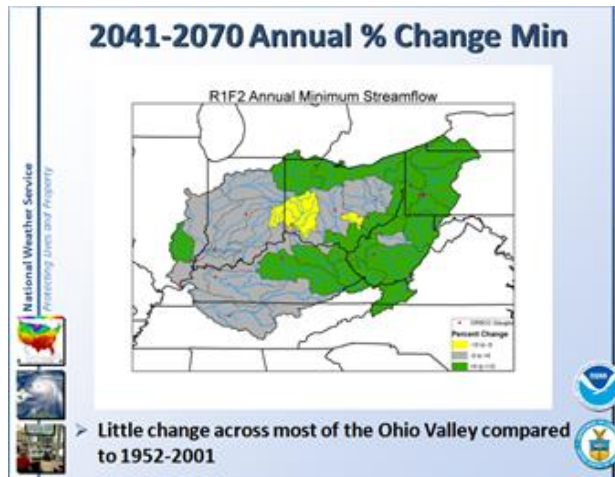 2041-2070 Annual % Change Min
R1F2 Annual Minimum Streamflow
National Weather Service
Protecting Lives and Property
Percent Change
Little change across most of the Ohio Valley compared
to 1952-2001